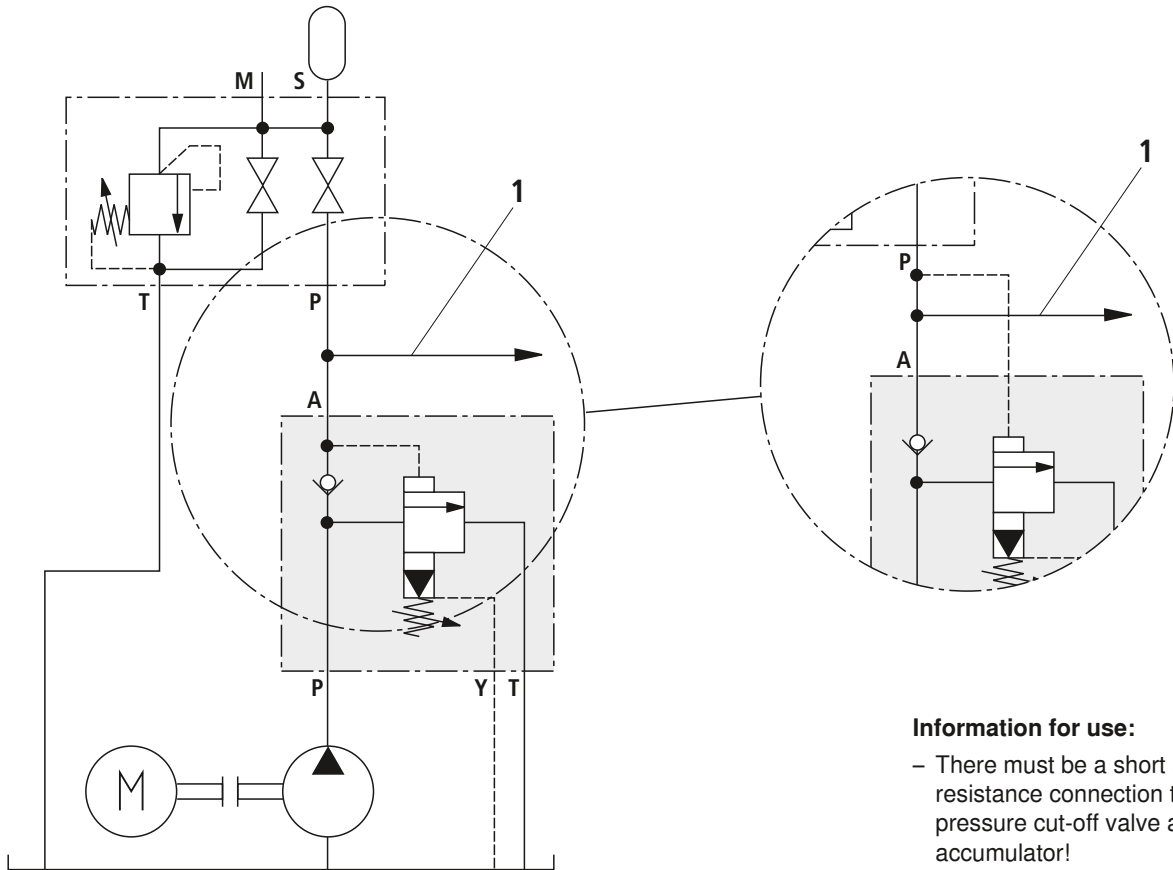 M S
1
1
T P
P
A
A
P Y T
M
Information for use:
– There must be a short
resistance connection
pressure cut-off valve
accumulator!